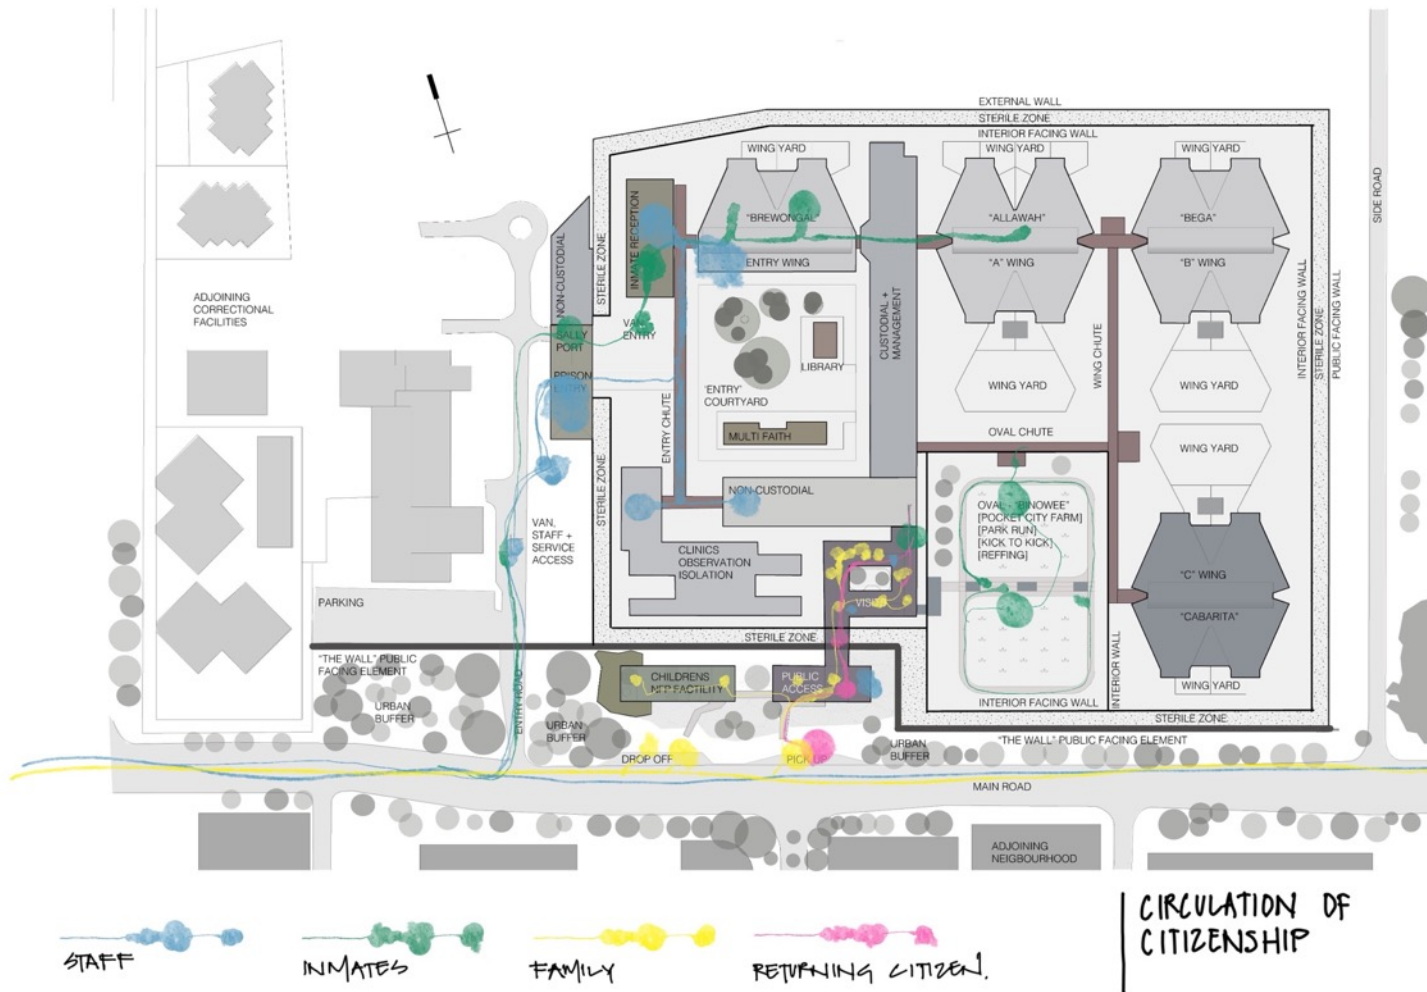 EXTERNAL WALL
STERILE ZONE
INTERIOR FACING WALL
WING YARD
WING YARD
WING YARD
"BREWONGAL"
ENTRY WING
"ALLAWAH"
"A" WING
"BEGA"
"B" WING
SIDE ROAD
INMATE RECEPTION
NON-CUSTODIAL
STERILE ZONE
ADJOINING
CORRECTIONAL
FACILITIES
SALLY
PORT
VAN
ENTRY
PRISON
ENTRY
LIBRARY
'ENTRY'
COURTYARD
MULTI FAITH
CUSTODIAL +
MANAGEMENT
WING CHUTE
INTERIOR FACING WALL
STERILE ZONE
PUBLIC FACING WALL
WING YARD
WING YARD
ENTRY CHUTE
OVAL CHUTE
WING YARD
STERILE ZONE
NON-CUSTODIAL
OVAL - "BINOWEE"
[POCKET CITY FARM]
[PARK RUN]
[KICK TO KICK]
[REFFING]
VAN,
STAFF +
SERVICE
ACCESS
CLINICS
OBSERVATION
ISOLATION
"C" WING
"CABARITA"
PARKING
STERILE ZONE
"THE WALL" PUBLIC
FACING ELEMENT
CHILDRENS
NFP FACILITY
PUBLIC
ACCESS
INTERIOR WALL
WING YARD
INTERIOR FACING WALL
STERILE ZONE
URBAN
BUFFER
ENTRY ROAD
URBAN
BUFFER
DROP OFF
PICK UP
URBAN
BUFFER
"THE WALL" PUBLIC FACING ELEMENT
MAIN ROAD
ADJOINING
NEIGBOURHOOD
STAFF
INMATES
FAMILY
RETURNING CITIZEN.
CIRCULATION OF
CITIZENSHIP